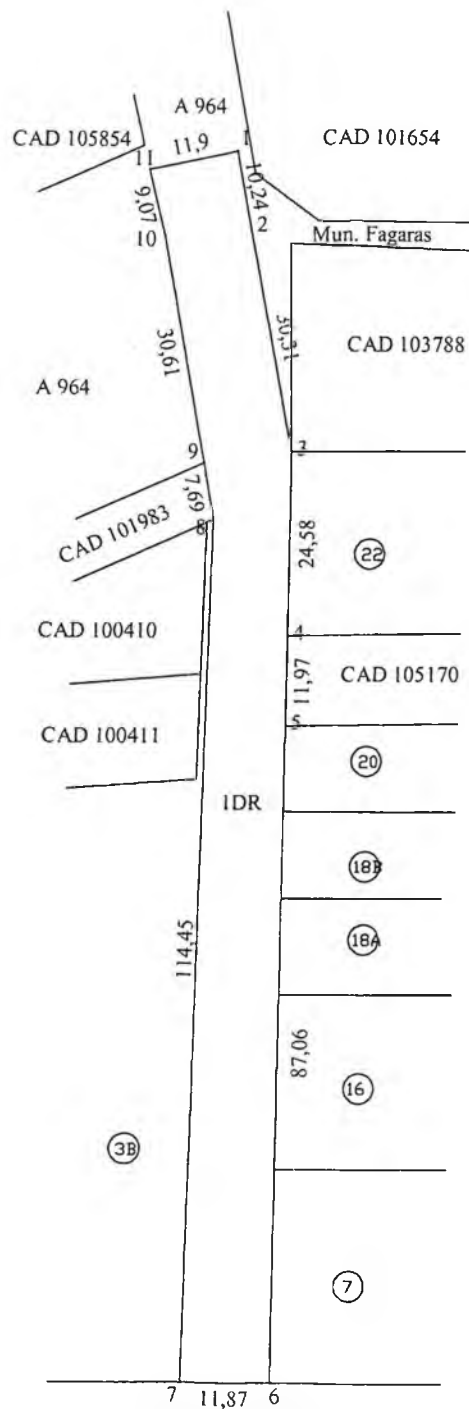 A 964
CAD 105854
11,9
1
CAD 101654
11
10,24
9,07
2
10
Mun. Fagaras
30,31
30,61
CAD 103788
A 964
9
3
7,69
CAD 101983
8
24,58
22
CAD 100410
4
11,97
CAD 105170
CAD 100411
5
20
1DR
18B
114,45
18A
87,06
16
3B
7
7
11,87
6